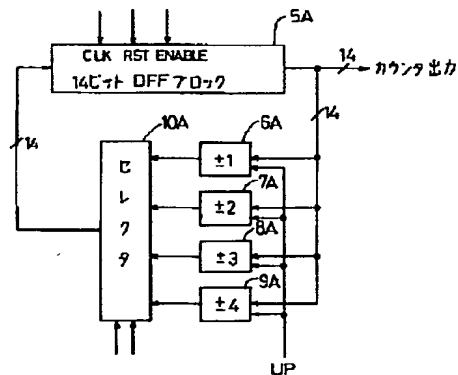 5A
CLK RST ENABLE
14ビット DFFブロック
14
カウンタ出力
14
14
10A
セレクタ
6A
±1
7A
±2
8A
±3
9A
±4
UP